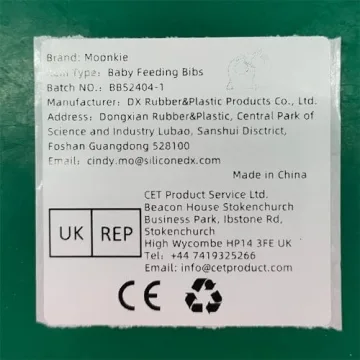 Brand: Moonkie
Item Type: Baby Feeding Bibs
Batch NO.: BBS2404-1
Manufacturer: DX Rubber&Plastic Products Co., Ltd.
Address: Dongxian Rubber&Plastic, Central Park of
Science and Industry Lubao, Sanshui Disctrict,
Foshan Guangdong 528100
Email: cindy.mo@siliconedx.com
Made in China
CET Product Service Ltd.
Beacon House Stokenchurch
Business Park, Ibstone Rd,
Stokenchurch
High Wycombe HP14 3FE UK
Tel: +44 7419325266
Email: info@cetproduct.com
UK REP
CE